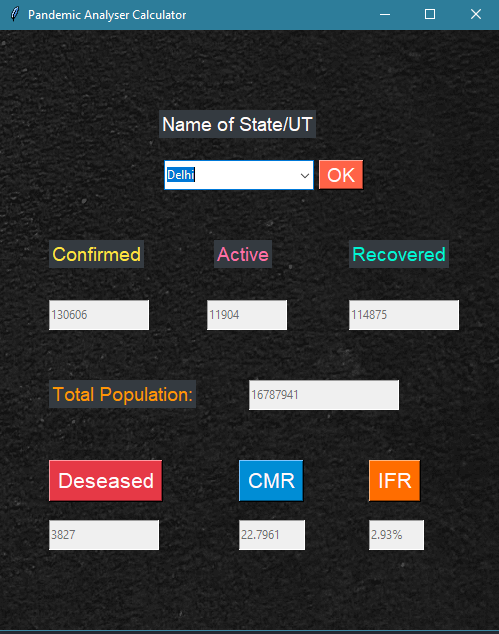 Pandemic Analyser Calculator
Name of State/UT
Delhi OK
Confirmed Active Recovered
130606 11904 114875
Total Population: 16787941
Deseased CMR IFR
3827 22.7961 2.93%